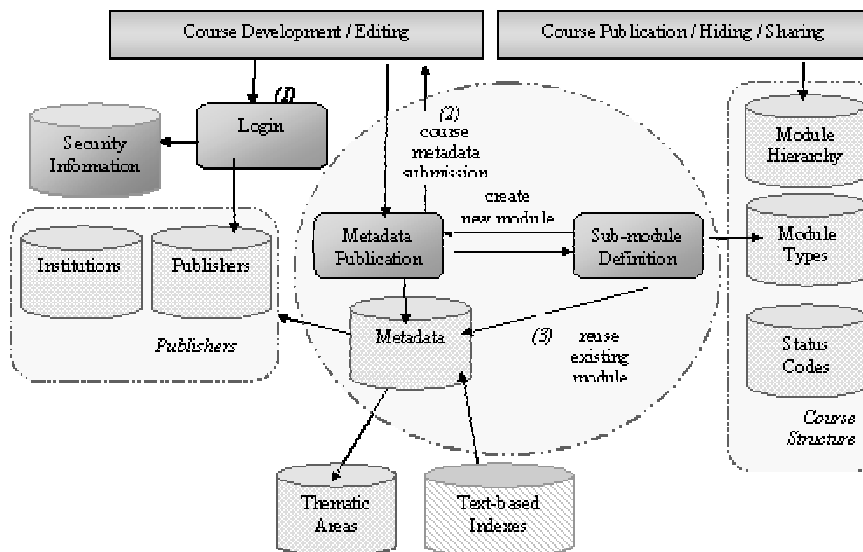 Course Development / Editing
Course Publication / Hiding / Sharing
(1)
Login
Security
Information
(2)
course
metadata
submission
create
new module
Module
Hierarchy
Institutions
Publishers
Publishers
Metadata
Publication
Sub-module
Definition
Module
Types
Metadata
(3) reuse
existing
module
Status
Codes
Course
Structure
Thematic
Areas
Text-based
Indexes